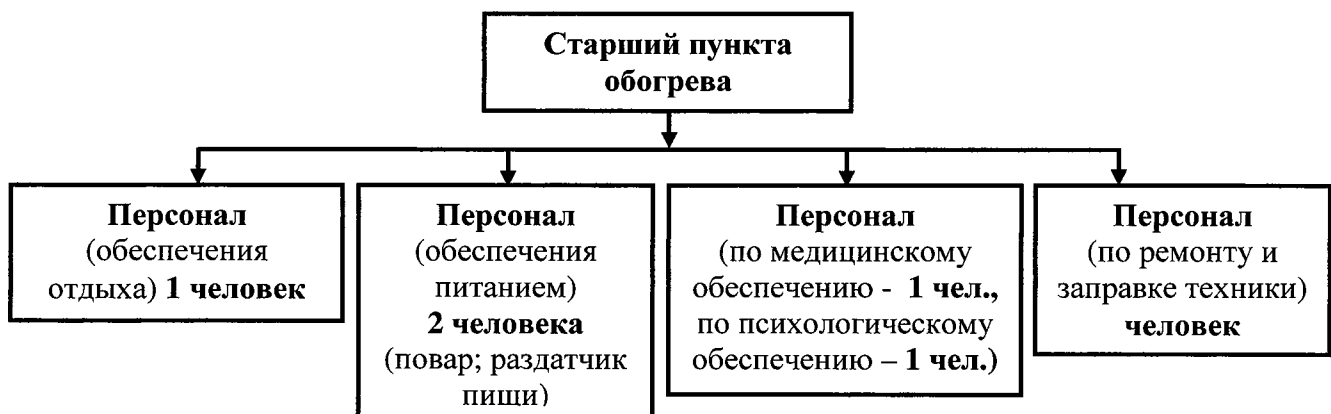 Старший пункта
обогрева
Персонал
(обеспечения
отдыха) 1 человек
Персонал
(обеспечения
питанием)
2 человека
(повар; раздатчик
пищи)
Персонал
(по медицинскому
обеспечению - 1 чел.,
по психологическому
обеспечению – 1 чел.)
Персонал
(по ремонту и
заправке техники)
человек